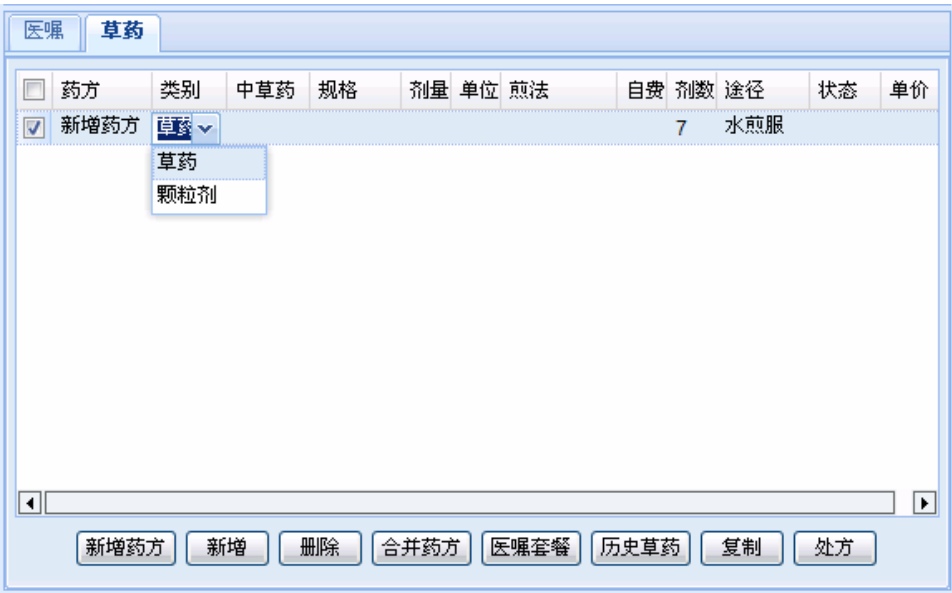 医嘱 草药
药方 类别 中草药 规格 剂量 单位 煎法 自费 剂数 途径 状态 单价
新增药方 草药 7 水煎服
草药
颗粒剂
新增药方 新增 删除 合并药方 医嘱套餐 历史草药 复制 处方